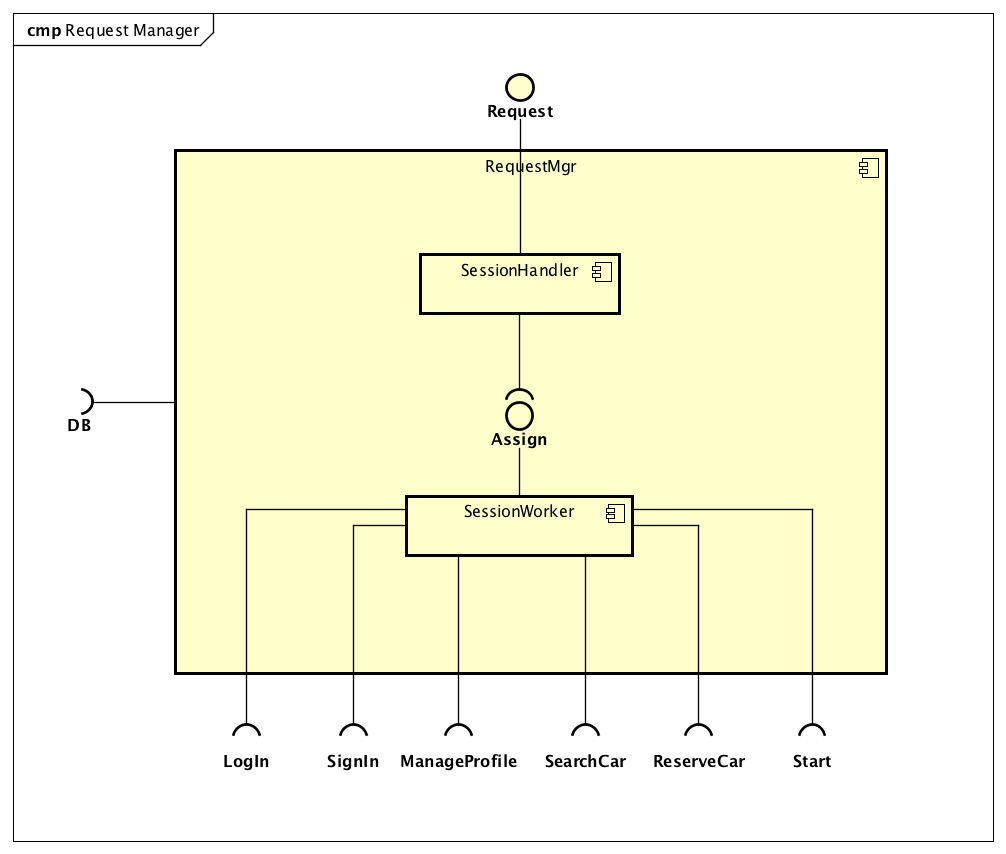 cmp Request Manager
Request
RequestMgr
SessionHandler
DB
Assign
SessionWorker
LogIn
SignIn
ManageProfile
SearchCar
ReserveCar
Start